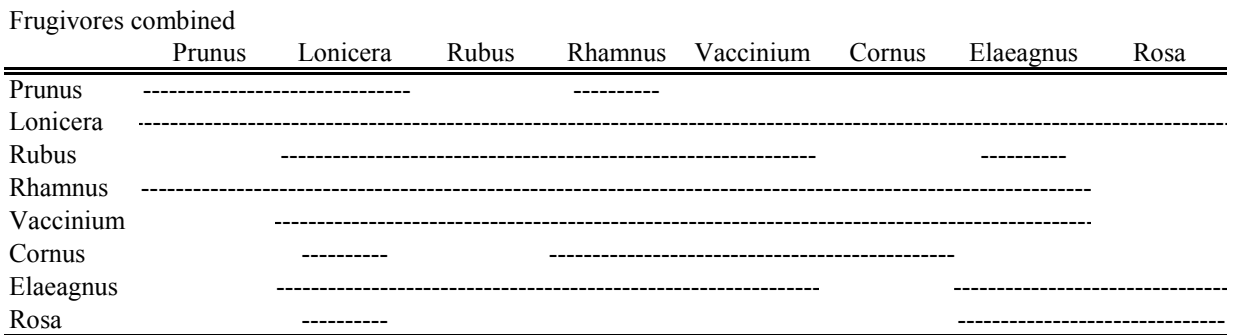 Frugivores combined
Prunus Lonicera Rubus Rhamnus Vaccinium Cornus Elaeagnus Rosa
Prunus ------------------------------- ----------
Lonicera -------------------------------------------------------------------------------------------------------------------------------
Rubus -------------------------------------------------------------- ----------
Rhamnus ---------------------------------------------------------------------------------------------------------------
Vaccinium -----------------------------------------------------------------------------------------------
Cornus ---------- -----------------------------------------------
Elaeagnus --------------------------------------------------------------- --------------------------------
Rosa ---------- -------------------------------